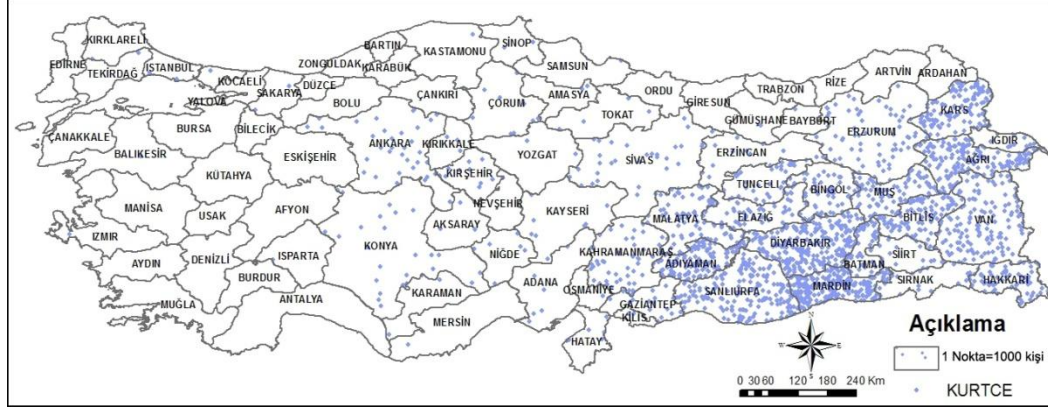 KIRKLARELİ
EDİRNE
TEKİRDAĞ
İSTANBUL
KOCAELİ
YALOVA
SAKARYA
DÜZCE
ZONGULDAK
BARTIN
KARABÜK
KASTAMONU
SİNOP
SAMSUN
ORDU
GİRESUN
TRABZON
RİZE
ARTVİN
ARDAHAN
ÇANAKKALE
BALIKESİR
BURSA
BİLECİK
BOLU
ÇANKIRI
ÇORUM
AMASYA
TOKAT
GÜMÜŞHANE
BAYBURT
ERZURUM
KARS
IGDIR
AĞRI
KÜTAHYA
ESKİŞEHİR
ANKARA
KIRIKKALE
YOZGAT
SİVAS
ERZİNCAN
TUNCELİ
BİNGÖL
MUŞ
MANİSA
USAK
AFYON
KIRŞEHİR
NEVŞEHİR
KAYSERİ
MALATYA
ELAZIĞ
BİTLİS
VAN
İZMİR
AYDIN
DENİZLİ
ISPARTA
BURDUR
KONYA
AKSARAY
NİĞDE
KAHRAMANMARAŞ
ADIYAMAN
DİYARBAKIR
BATMAN
SİİRT
MUĞLA
ANTALYA
KARAMAN
MERSİN
ADANA
OSMANİYE
GAZİANTEP
KİLİS
HATAY
ŞANLIURFA
MARDİN
SIRNAK
HAKKARİ
N
W
E
S
Açıklama
1 Nokta=1000 kişi
KURTCE
0 30 60 120 180 240 Km